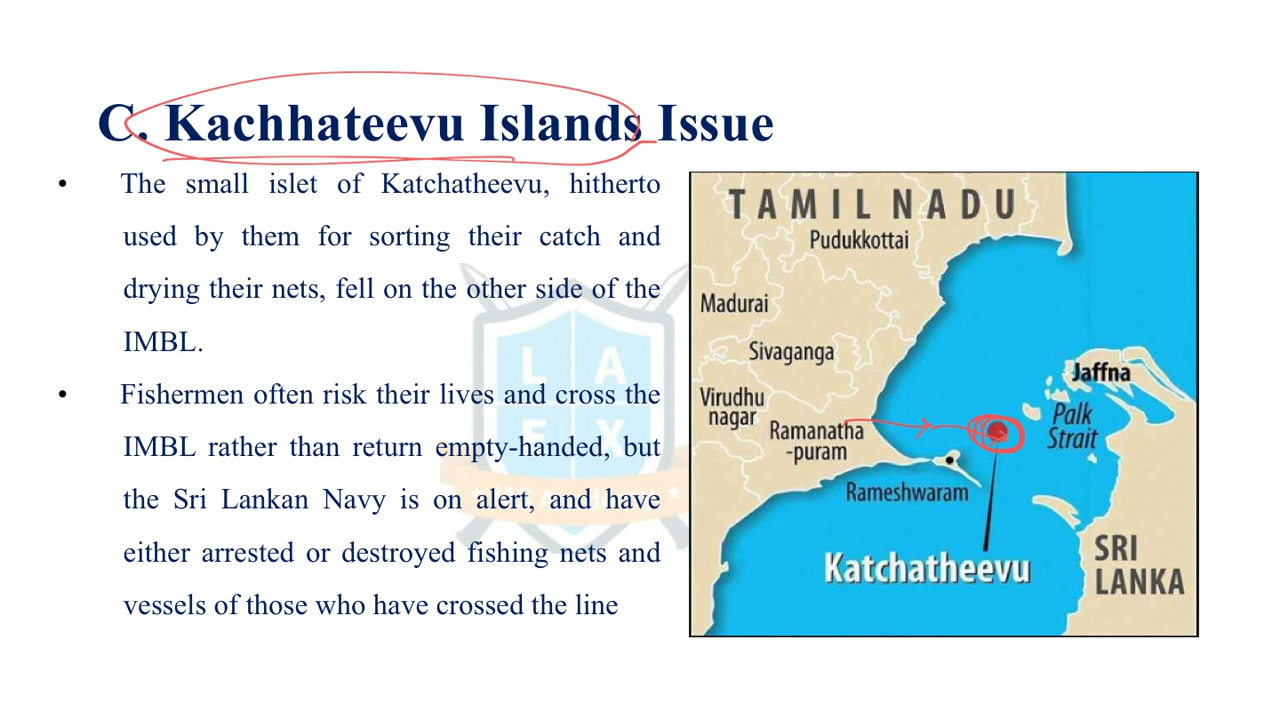 C. Kachhateevu Islands Issue
• The small islet of Katchatheevu, hitherto
used by them for sorting their catch and
drying their nets, fell on the other side of the
IMBL.
• Fishermen often risk their lives and cross the
IMBL rather than return empty-handed, but
the Sri Lankan Navy is on alert, and have
either arrested or destroyed fishing nets and
vessels of those who have crossed the line
TAMIL NADU
Pudukkottai
Madurai
Sivaganga
Virudhu
nagar
Ramanatha
-puram
Rameshwaram
Jaffna
Palk
Strait
Katchatheevu
SRI
LANKA
L A
E X